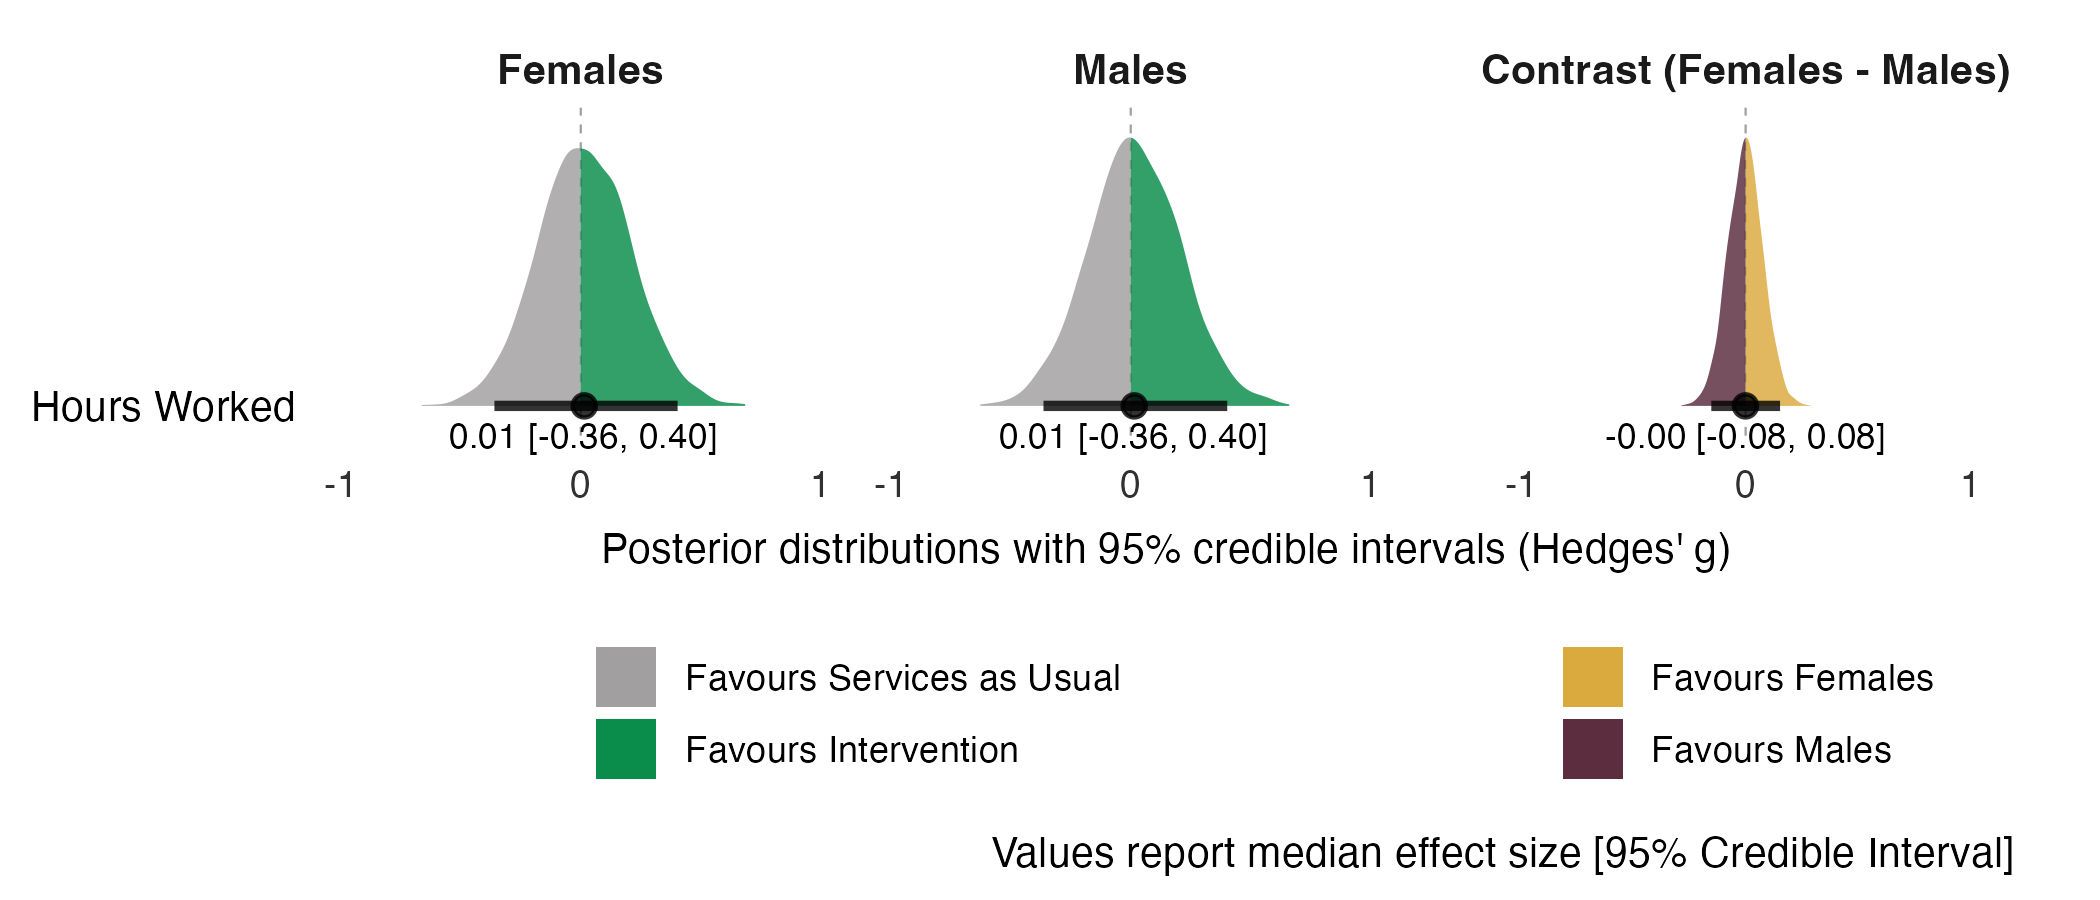 Females Males Contrast (Females - Males)
Hours Worked
0.01 [-0.36, 0.40] 0.01 [-0.36, 0.40] -0.00 [-0.08, 0.08]
-1 0 1 -1 0 1 -1 0 1
Posterior distributions with 95% credible intervals (Hedges' g)
Favours Services as Usual Favours Females
Favours Intervention Favours Males
Values report median effect size [95% Credible Interval]